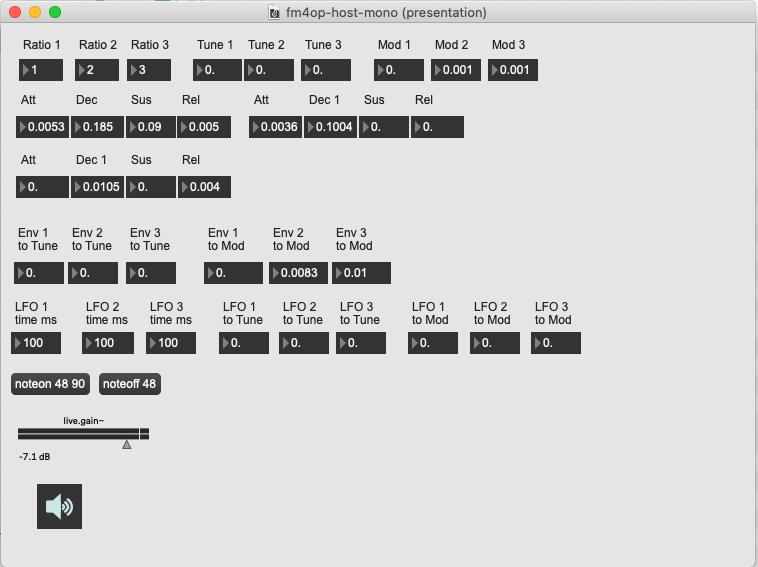 fm4op-host-mono (presentation)
Ratio 1 Ratio 2 Ratio 3 Tune 1 Tune 2 Tune 3 Mod 1 Mod 2 Mod 3
1 2 3 0. 0. 0. 0. 0.001 0.001
Att Dec Sus Rel Att Dec 1 Sus Rel
0.0053 0.185 0.09 0.005 0.0036 0.1004 0. 0.
Att Dec 1 Sus Rel
0. 0.0105 0. 0.004
Env 1 Env 2 Env 3 Env 1 Env 2 Env 3
to Tune to Tune to Tune to Mod to Mod to Mod
0. 0. 0. 0. 0.0083 0.01
LFO 1 LFO 2 LFO 3 LFO 1 LFO 2 LFO 3 LFO 1 LFO 2 LFO 3
time ms time ms time ms to Tune to Tune to Tune to Mod to Mod to Mod
100 100 100 0. 0. 0. 0. 0. 0.
noteon 48 90 noteoff 48
live.gain~
-7.1 dB